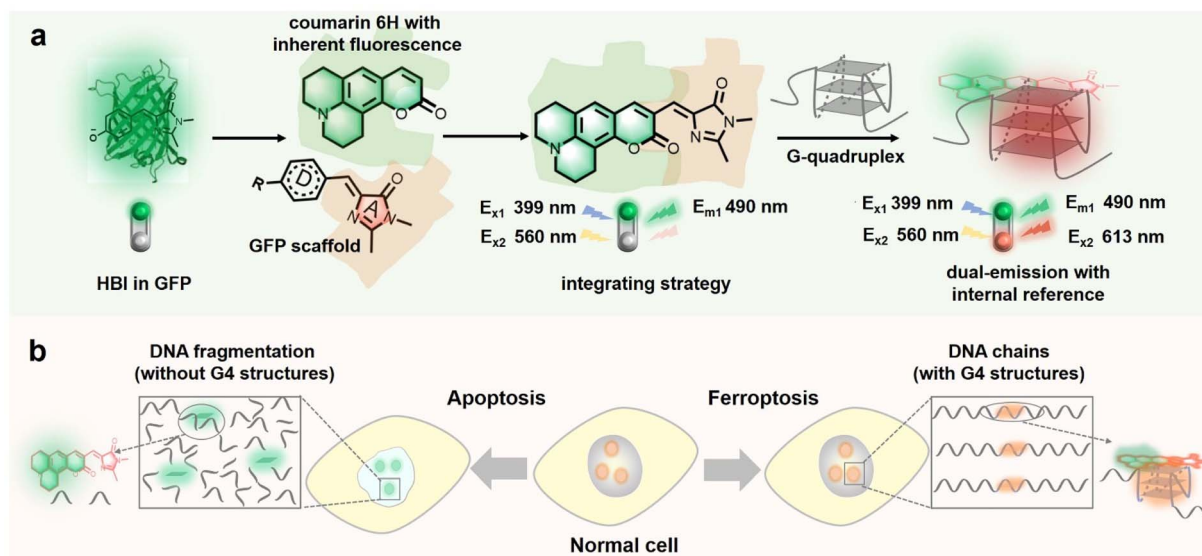 a
coumarin 6H with
inherent fluorescence
N
O
O
O
R
D
O
N
A
N
GFP scaffold
HBI in GFP
N
O
O
O
N
N
Ex1 399 nm
Em1 490 nm
Ex2 560 nm
integrating strategy
G-quadruplex
Ex1 399 nm
Em1 490 nm
Ex2 560 nm
Ex2 613 nm
dual-emission with
internal reference
b
DNA fragmentation
(without G4 structures)
Apoptosis
Ferroptosis
DNA chains
(with G4 structures)
Normal cell